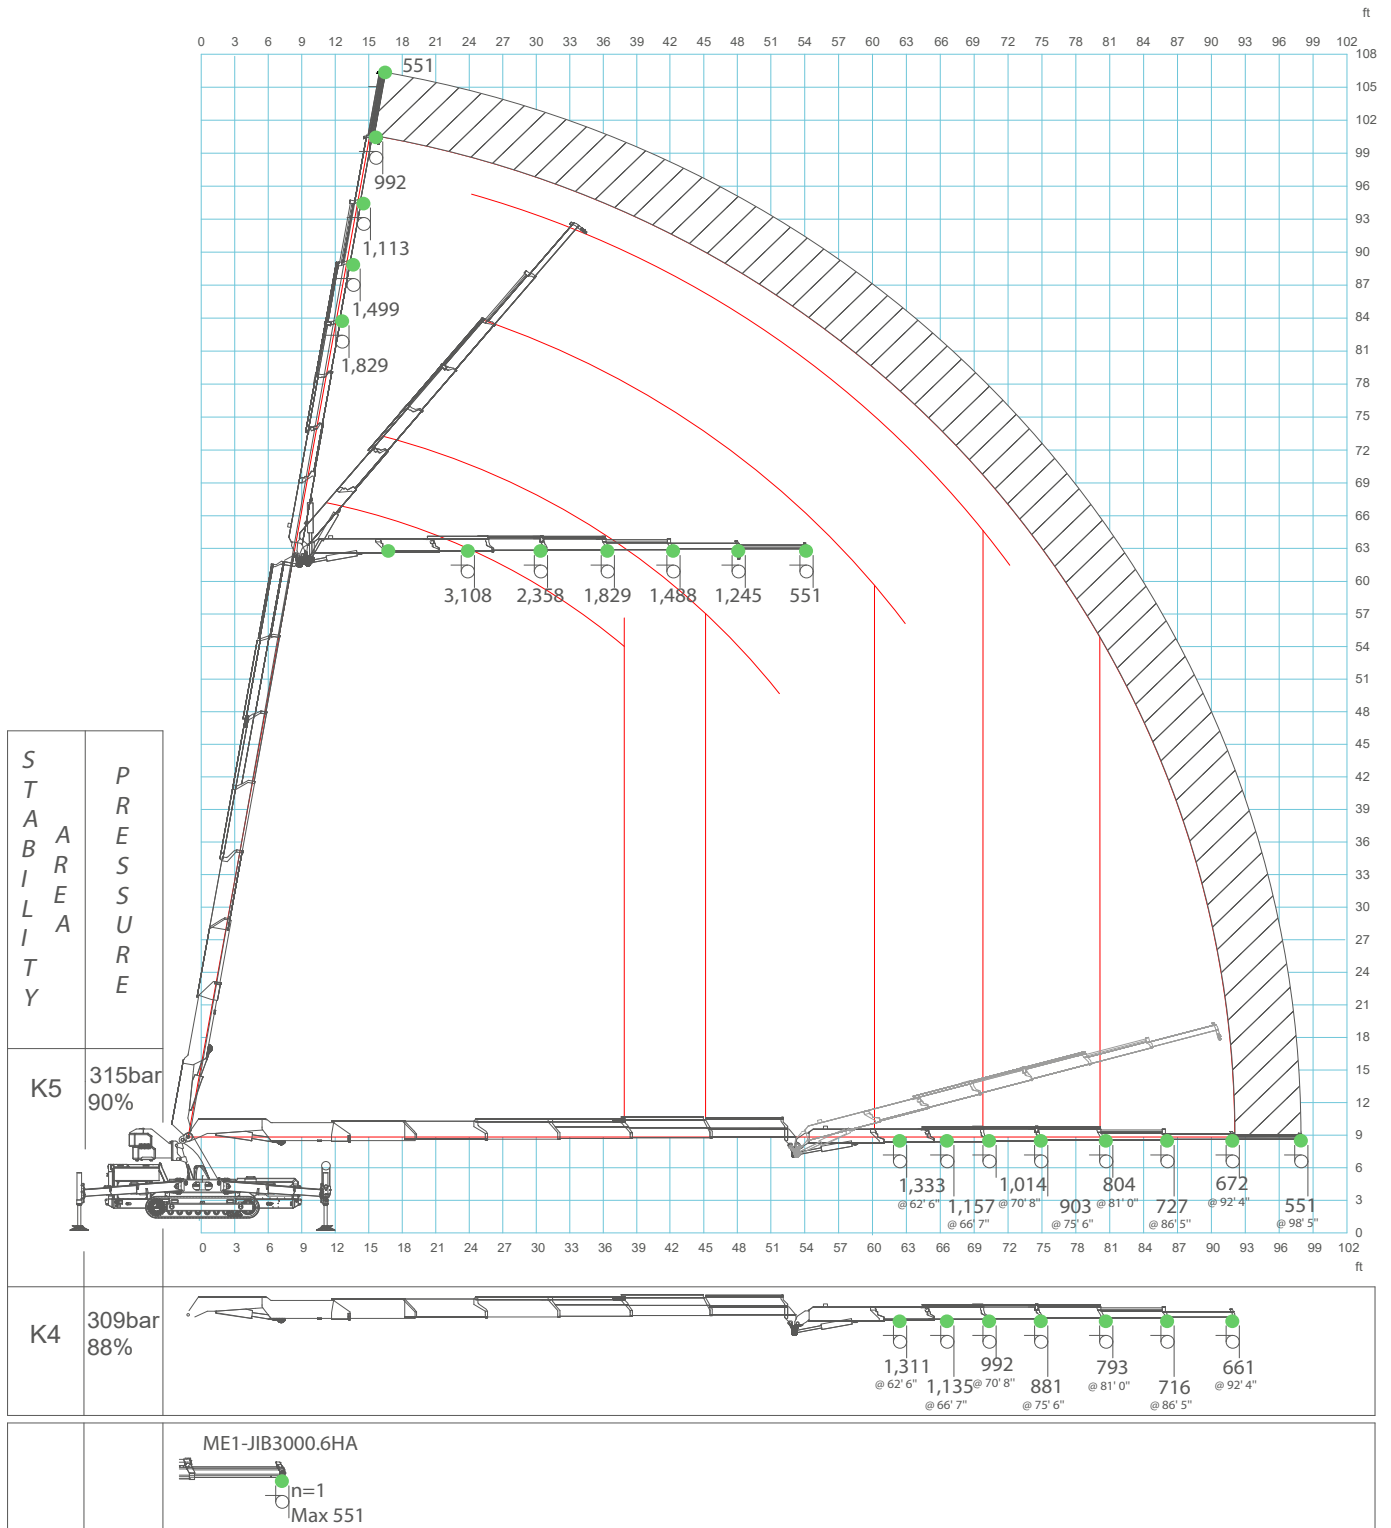 ft
0 3 6 9 12 15 18 21 24 27 30 33 36 39 42 45 48 51 54 57 60 63 66 69 72 75 78 81 84 87 90 93 96 99 102
108
105
102
99
96
93
90
87
84
81
78
75
72
69
66
63
60
57
54
51
48
45
42
39
36
33
30
27
24
21
18
15
12
9
6
3
0
551
992
1,113
1,499
1,829
3,108 2,358 1,829 1,488 1,245 551
STABILITY
AREA
PRESSURE
K5
315bar
90%
1,333
@ 62' 6"
1,157
@ 66' 7"
1,014
@ 70' 8"
903
@ 75' 6"
804
@ 81' 0"
727
@ 86' 5"
672
@ 92' 4"
551
@ 98' 5"
0 3 6 9 12 15 18 21 24 27 30 33 36 39 42 45 48 51 54 57 60 63 66 69 72 75 78 81 84 87 90 93 96 99 102
ft
K4
309bar
88%
1,311
@ 62' 6"
1,135
@ 66' 7"
992
@ 70' 8"
881
@ 75' 6"
793
@ 81' 0"
716
@ 86' 5"
661
@ 92' 4"
ME1-JIB3000.6HA
n=1
Max 551